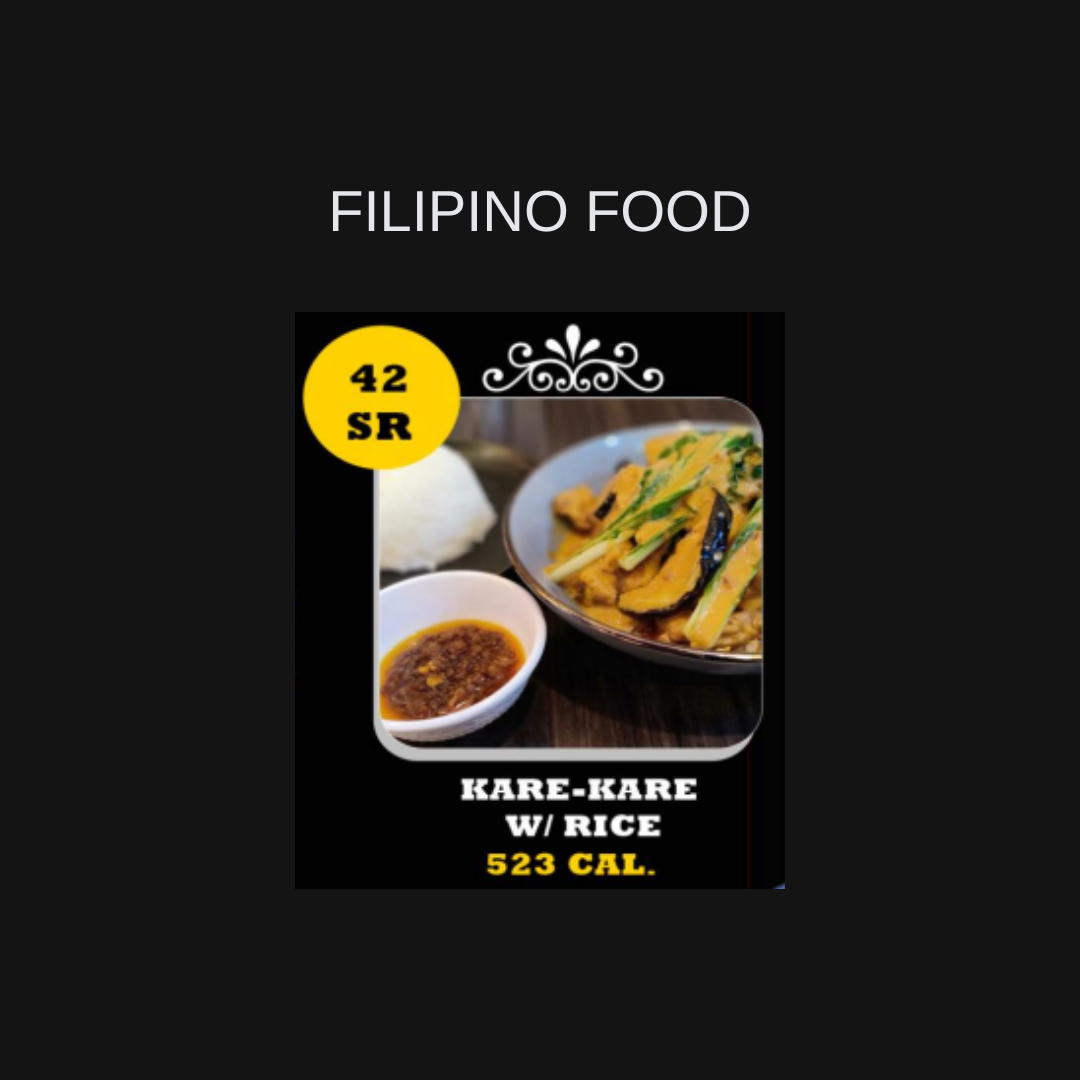 FILIPINO FOOD
42
SR
KARE-KARE
W/ RICE
523 CAL.